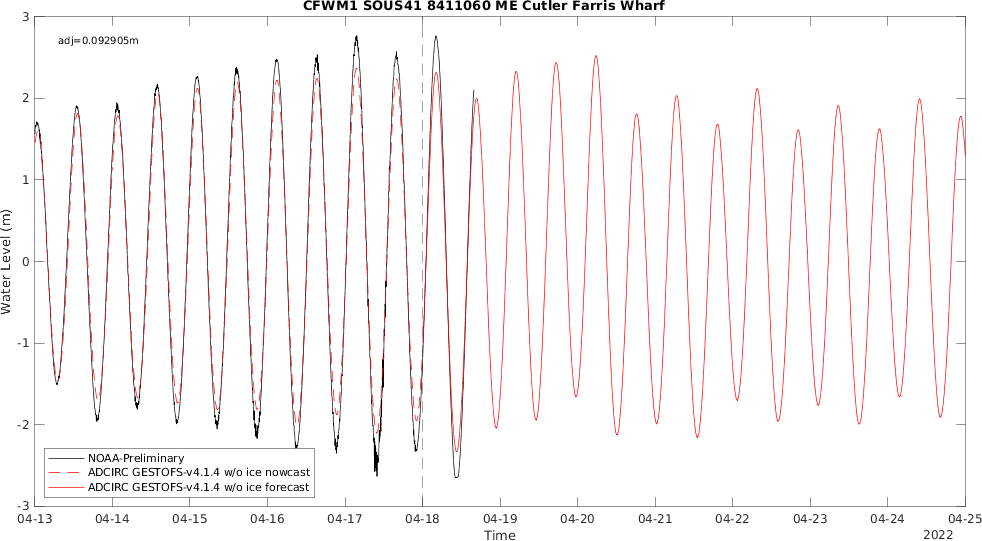 CFWM1 SOUS41 8411060 ME Cutler Farris Wharf
adj=0.092905m
3
2
1
0
-1
-2
-3
Water Level (m)
NOAA-Preliminary
ADCIRC GESTOFS-v4.1.4 w/o ice nowcast
ADCIRC GESTOFS-v4.1.4 w/o ice forecast
04-13 04-14 04-15 04-16 04-17 04-18 04-19 04-20 04-21 04-22 04-23 04-24 04-25
Time
2022